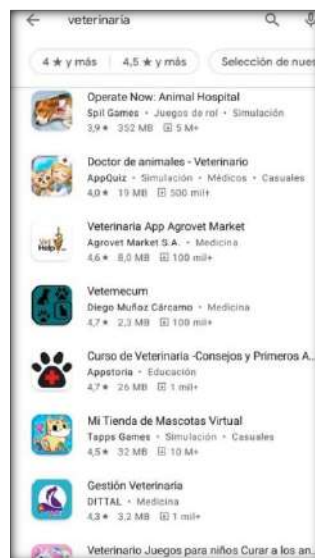 veterinaria
4 ★ y más
4,5 ★ y más
Selección de nues
Operate Now: Animal Hospital
Spil Games • Juegos de rol • Simulación
3,9 ★ 352 MB 5 M+
Doctor de animales - Veterinario
AppQuiz • Simulación • Médicos • Casuales
4,0 ★ 19 MB 500 mil+
Veterinaria App Agrovet Market
Agrovet Market S.A. • Medicina
4,6 ★ 8,0 MB 100 mil+
Vetemecum
Diego Muñoz Cárcamo • Medicina
4,7 ★ 2,3 MB 100 mil+
Curso de Veterinaria -Consejos y Primeros A..
Appstoria • Educación
4,7 ★ 26 MB 1 mil+
Mi Tienda de Mascotas Virtual
Tapps Games • Simulación • Casuales
4,5 ★ 32 MB 10 M+
Gestión Veterinaria
DITTAL • Medicina
4,3 ★ 3,2 MB 1 mil+
Veterinario Juegos para niños Curar a los an..